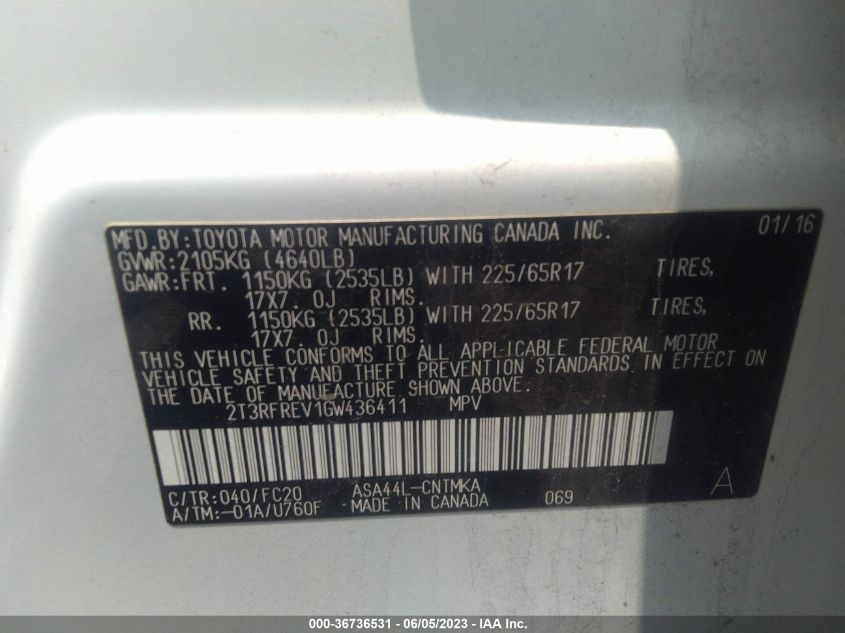 MFD.BY:TOYOTA MOTOR MANUFACTURING CANADA INC. 01/16
GVWR:2105KG (4640LB)
GAWR:FRT. 1150KG (2535LB) WITH 225/65R17 TIRES,
17X7. 0J RIMS.
RR. 1150KG (2535LB) WITH 225/65R17 TIRES,
17X7. 0J RIMS.
THIS VEHICLE CONFORMS TO ALL APPLICABLE FEDERAL MOTOR
VEHICLE SAFETY AND THEFT PREVENTION STANDARDS IN EFFECT ON
THE DATE OF MANUFACTURE SHOWN ABOVE.
2T3RFREV1GW436411 MPV
C/TR:040/FC20 ASA44L-CNTMKA
A/TM:-01A/U760F MADE IN CANADA 069 A
000-36736531 - 06/05/2023 - IAA Inc.